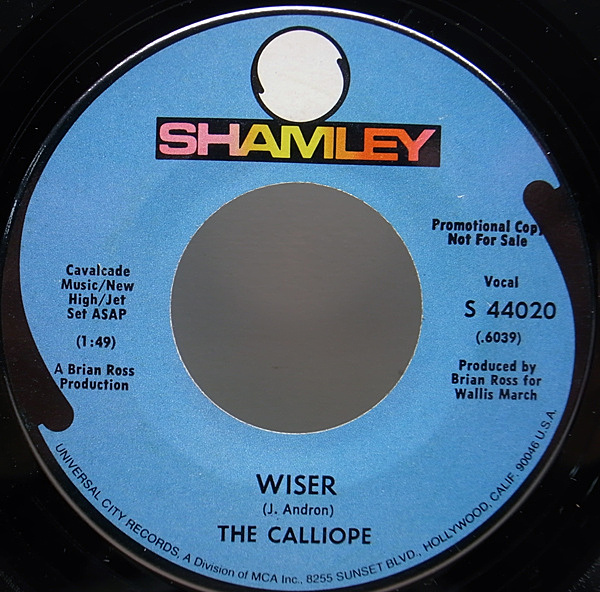 SHAMLEY
Promotional Copy
Not For Sale
Cavalcade
Music/New
High/Jet
Set ASAP
(1:49)
A Brian Ross
Production
Vocal
S 44020
(.6039)
Produced by
Brian Ross for
Wallis March
WISER
(J. Andron)
THE CALLIOPE
UNIVERSAL CITY RECORDS, A Division of MCA Inc., 8255 SUNSET BLVD., HOLLYWOOD, CALIF. 90046 U.S.A.